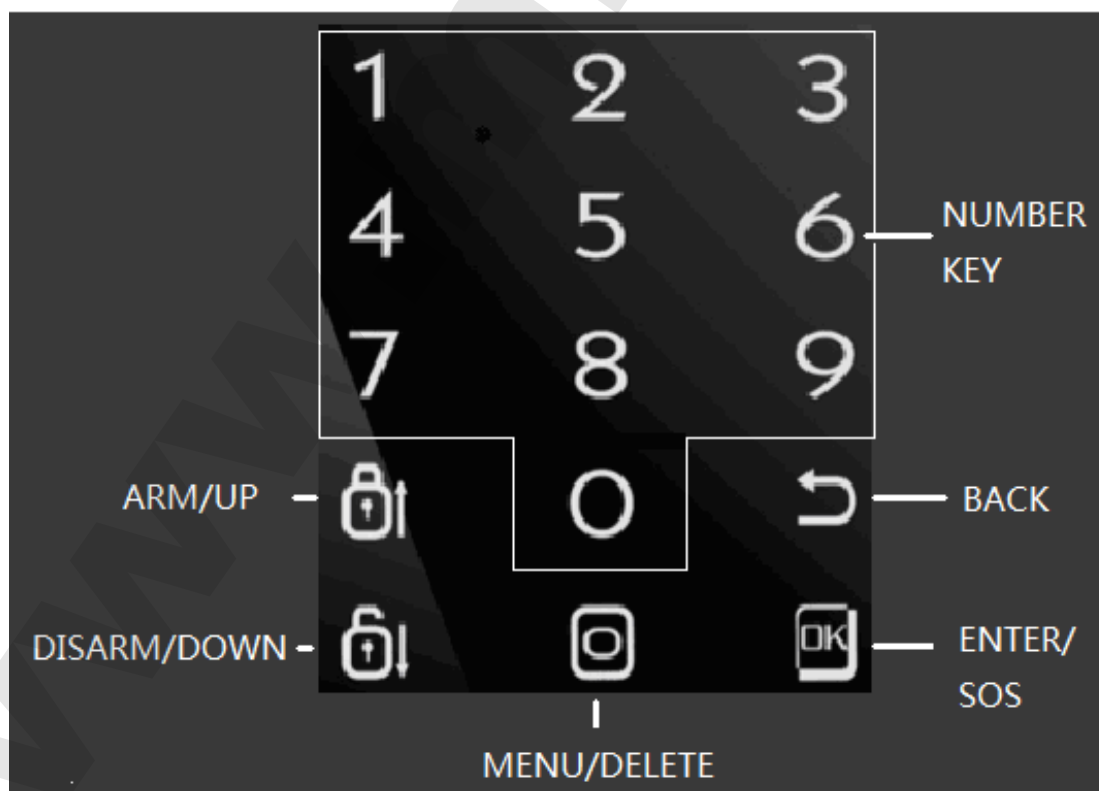 1 2 3
4 5 6
NUMBER
KEY
7 8 9
ARM/UP
0
BACK
DISARM/DOWN
OK
ENTER/
SOS
MENU/DELETE